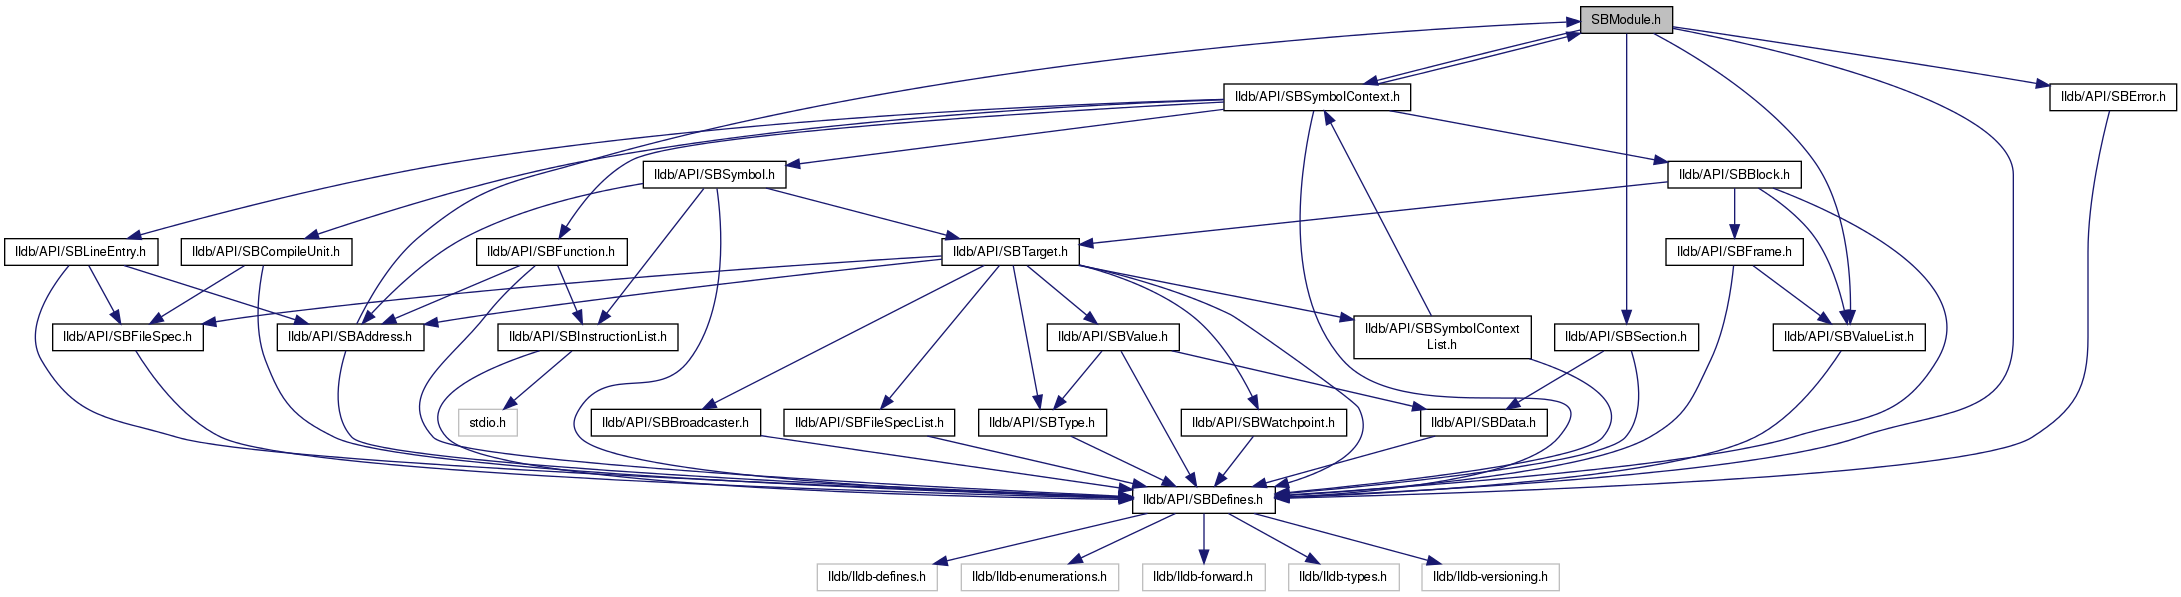 SBModule.h
lldb/API/SBSymbolContext.h
lldb/API/SBError.h
lldb/API/SBSymbol.h
lldb/API/SBBlock.h
lldb/API/SBLineEntry.h
lldb/API/SBCompileUnit.h
lldb/API/SBFunction.h
lldb/API/SBTarget.h
lldb/API/SBFrame.h
lldb/API/SBFileSpec.h
lldb/API/SBAddress.h
lldb/API/SBInstructionList.h
lldb/API/SBValue.h
lldb/API/SBSymbolContext
List.h
lldb/API/SBSection.h
lldb/API/SBValueList.h
stdio.h
lldb/API/SBBroadcaster.h
lldb/API/SBFileSpecList.h
lldb/API/SBType.h
lldb/API/SBWatchpoint.h
lldb/API/SBData.h
lldb/API/SBDefines.h
lldb/lldb-defines.h
lldb/lldb-enumerations.h
lldb/lldb-forward.h
lldb/lldb-types.h
lldb/lldb-versioning.h